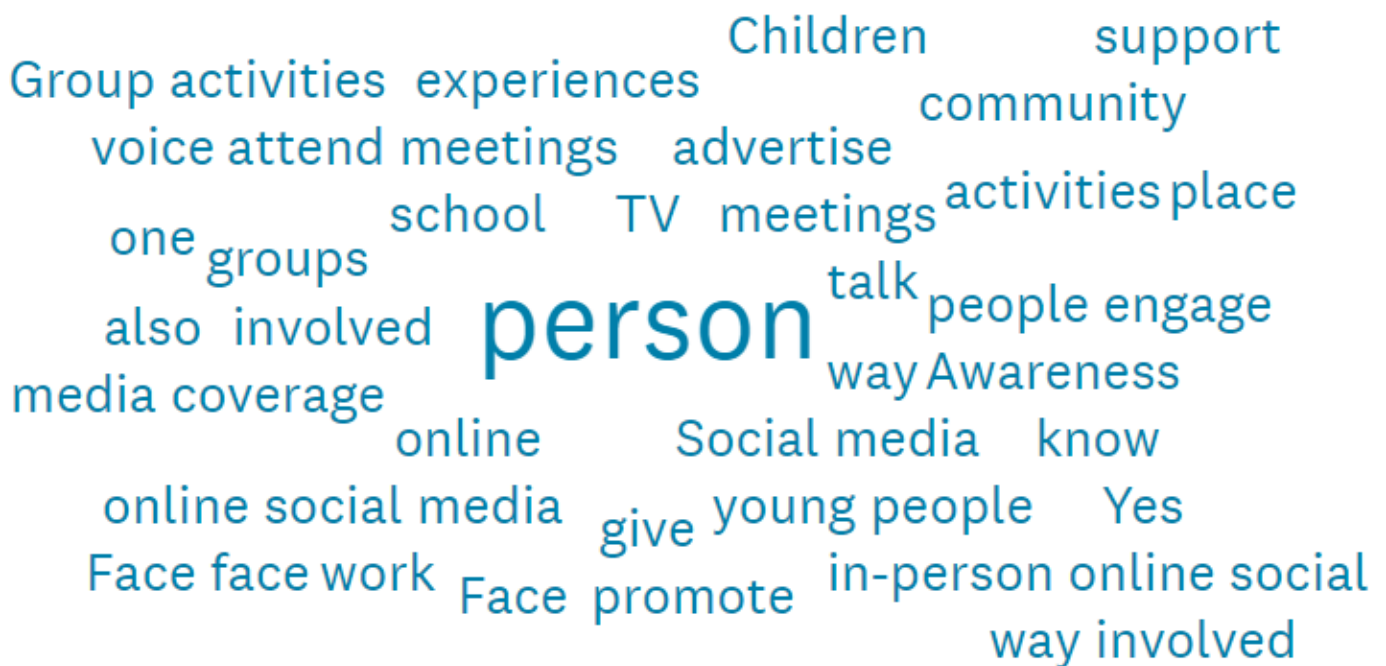 Children support
Group activities experiences community
voice attend meetings advertise
school TV meetings activities place
one groups
talk people engage
also involved person
way Awareness
media coverage
online Social media know
online social media give young people Yes
Face face work Face promote in-person online social
way involved